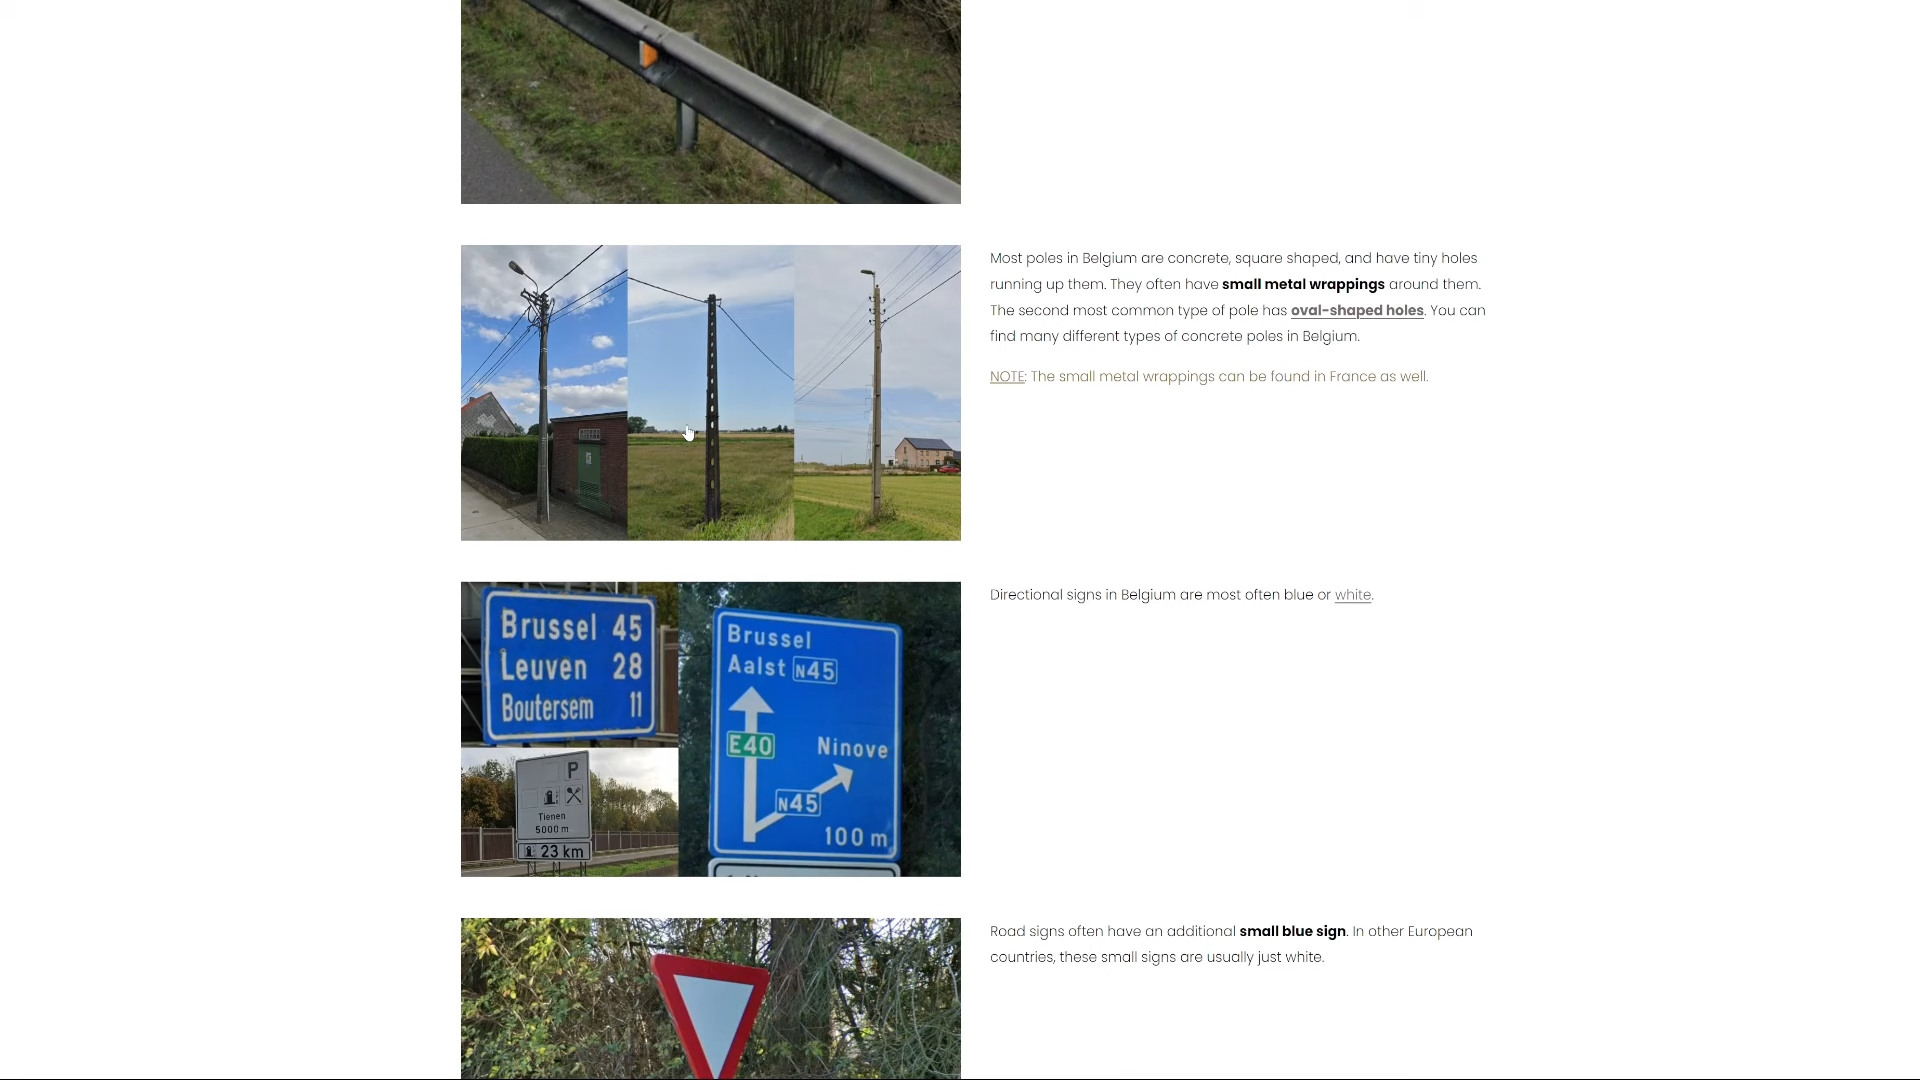 Most poles in Belgium are concrete, square shaped, and have tiny holes
running up them. They often have small metal wrappings around them.
The second most common type of pole has oval-shaped holes. You can
find many different types of concrete poles in Belgium.
NOTE: The small metal wrappings can be found in France as well.
Brussel 45
Leuven 28
Boutersem 11
P
Tienen
5000 m
23 km
Brussel
Aalst N45
E40
Ninove
N45
100 m
Directional signs in Belgium are most often blue or white.
Road signs often have an additional small blue sign. In other European
countries, these small signs are usually just white.